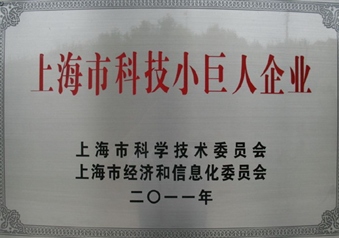 上海市科技小巨人企业
上海市科学技术委员会
上海市经济和信息化委员会
二〇一一年